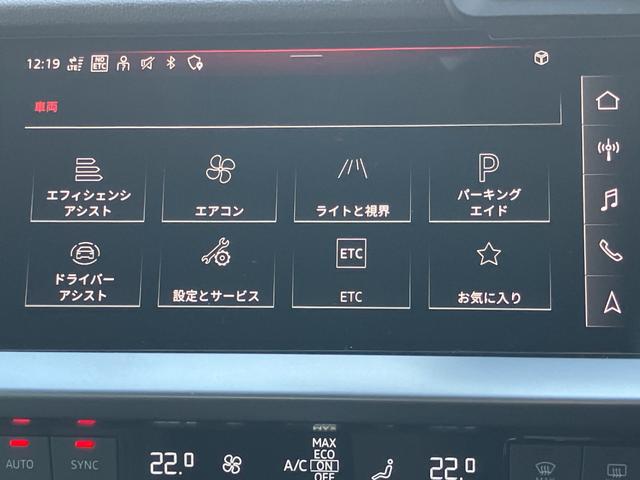 12:19 LTE NO ETC
車両
エフィシェンシ
アシスト
エアコン
ライトと視界
P
パーキング
エイド
ドライバー
アシスト
設定とサービス
ETC
ETC
お気に入り
AUTO
SYNC
22.0
A/C
MAX
ECO
ON
OFF
22.0
MAX